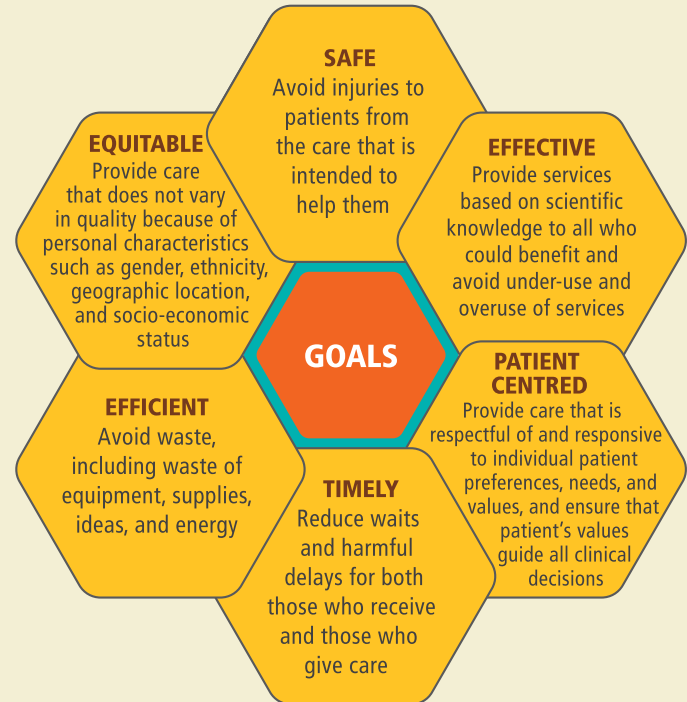 SAFE
Avoid injuries to
patients from
the care that is
intended to
help them
EFFECTIVE
Provide services
based on scientific
knowledge to all who
could benefit and
avoid under-use and
overuse of services
PATIENT
CENTRED
Provide care that is
respectful of and responsive
to individual patient
preferences, needs, and
values, and ensure that
patient's values
guide all clinical
decisions
TIMELY
Reduce waits
and harmful
delays for both
those who receive
and those who
give care
EFFICIENT
Avoid waste,
including waste of
equipment, supplies,
ideas, and energy
EQUITABLE
Provide care
that does not vary
in quality because of
personal characteristics
such as gender, ethnicity,
geographic location,
and socio-economic
status
GOALS